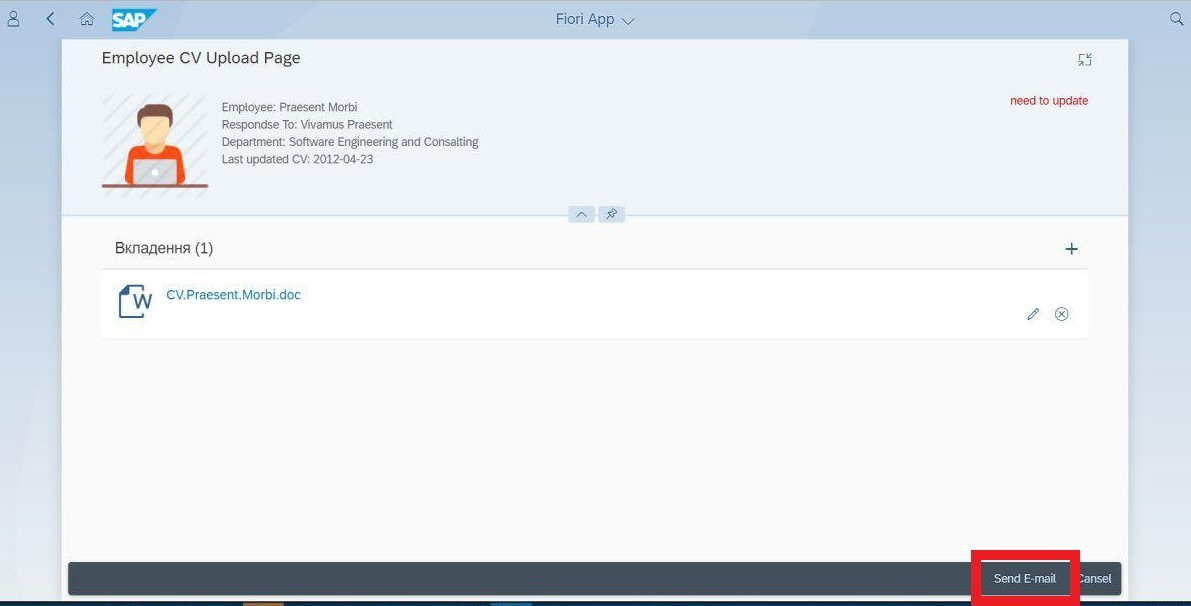 SAP
Fiori App
Employee CV Upload Page
Employee: Praesent Morbi
need to update
Respondse To: Vivamus Praesent
Department: Software Engineering and Consalting
Last updated CV: 2012-04-23
Вкладення (1)
W
CV.Praesent.Morbi.doc
Send E-mail
Cansel